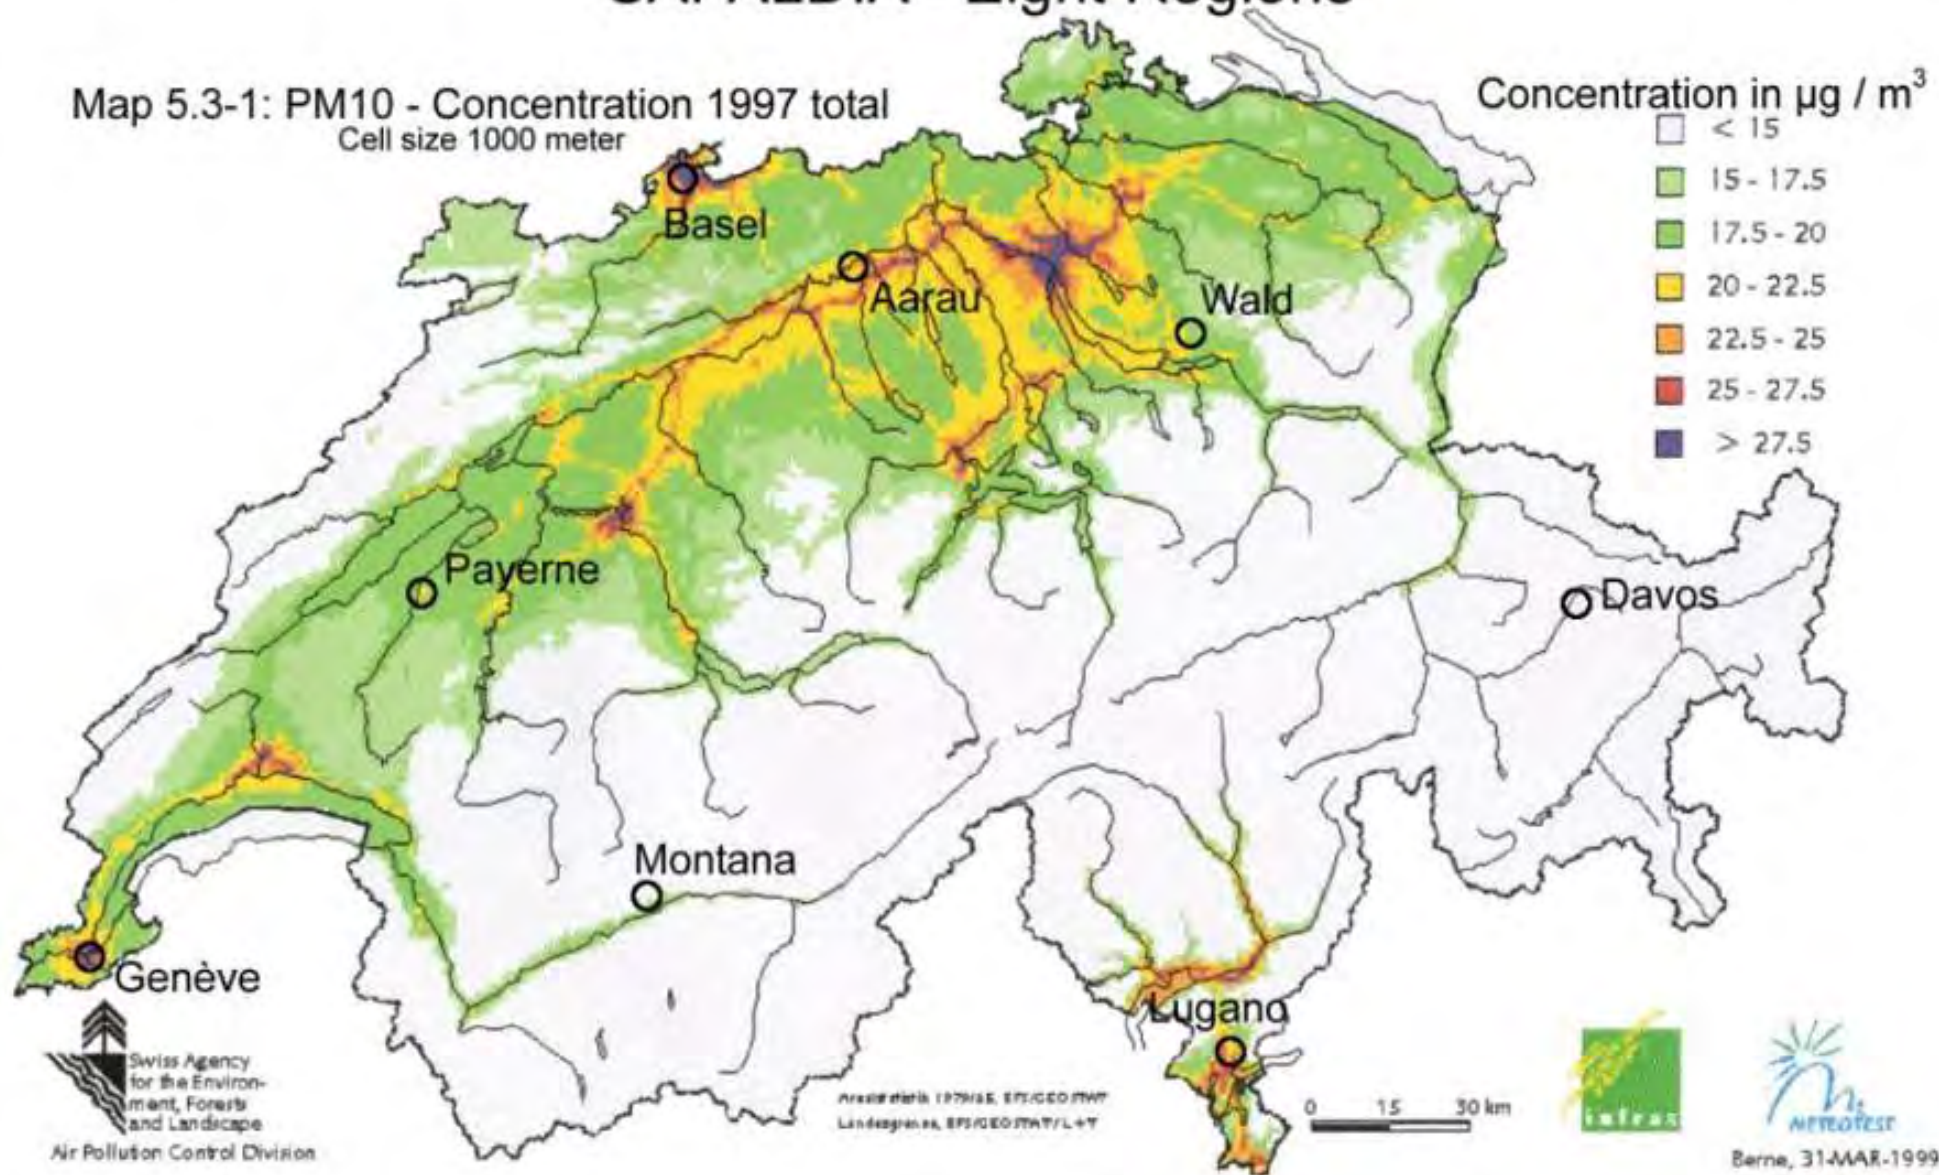 Map 5.3-1: PM10 - Concentration 1997 total
Cell size 1000 meter
Concentration in µg / m³
< 15
15 - 17.5
17.5 - 20
20 - 22.5
22.5 - 25
25 - 27.5
> 27.5
Basel
Aarau
Wald
Payerne
Davos
Montana
Genève
Lugano
Swiss Agency
for the Environ-
ment, Forests
and Landscape
Air Pollution Control Division
0 15 30 km
infras
METEOTEST
Berne, 31-MAR-1999